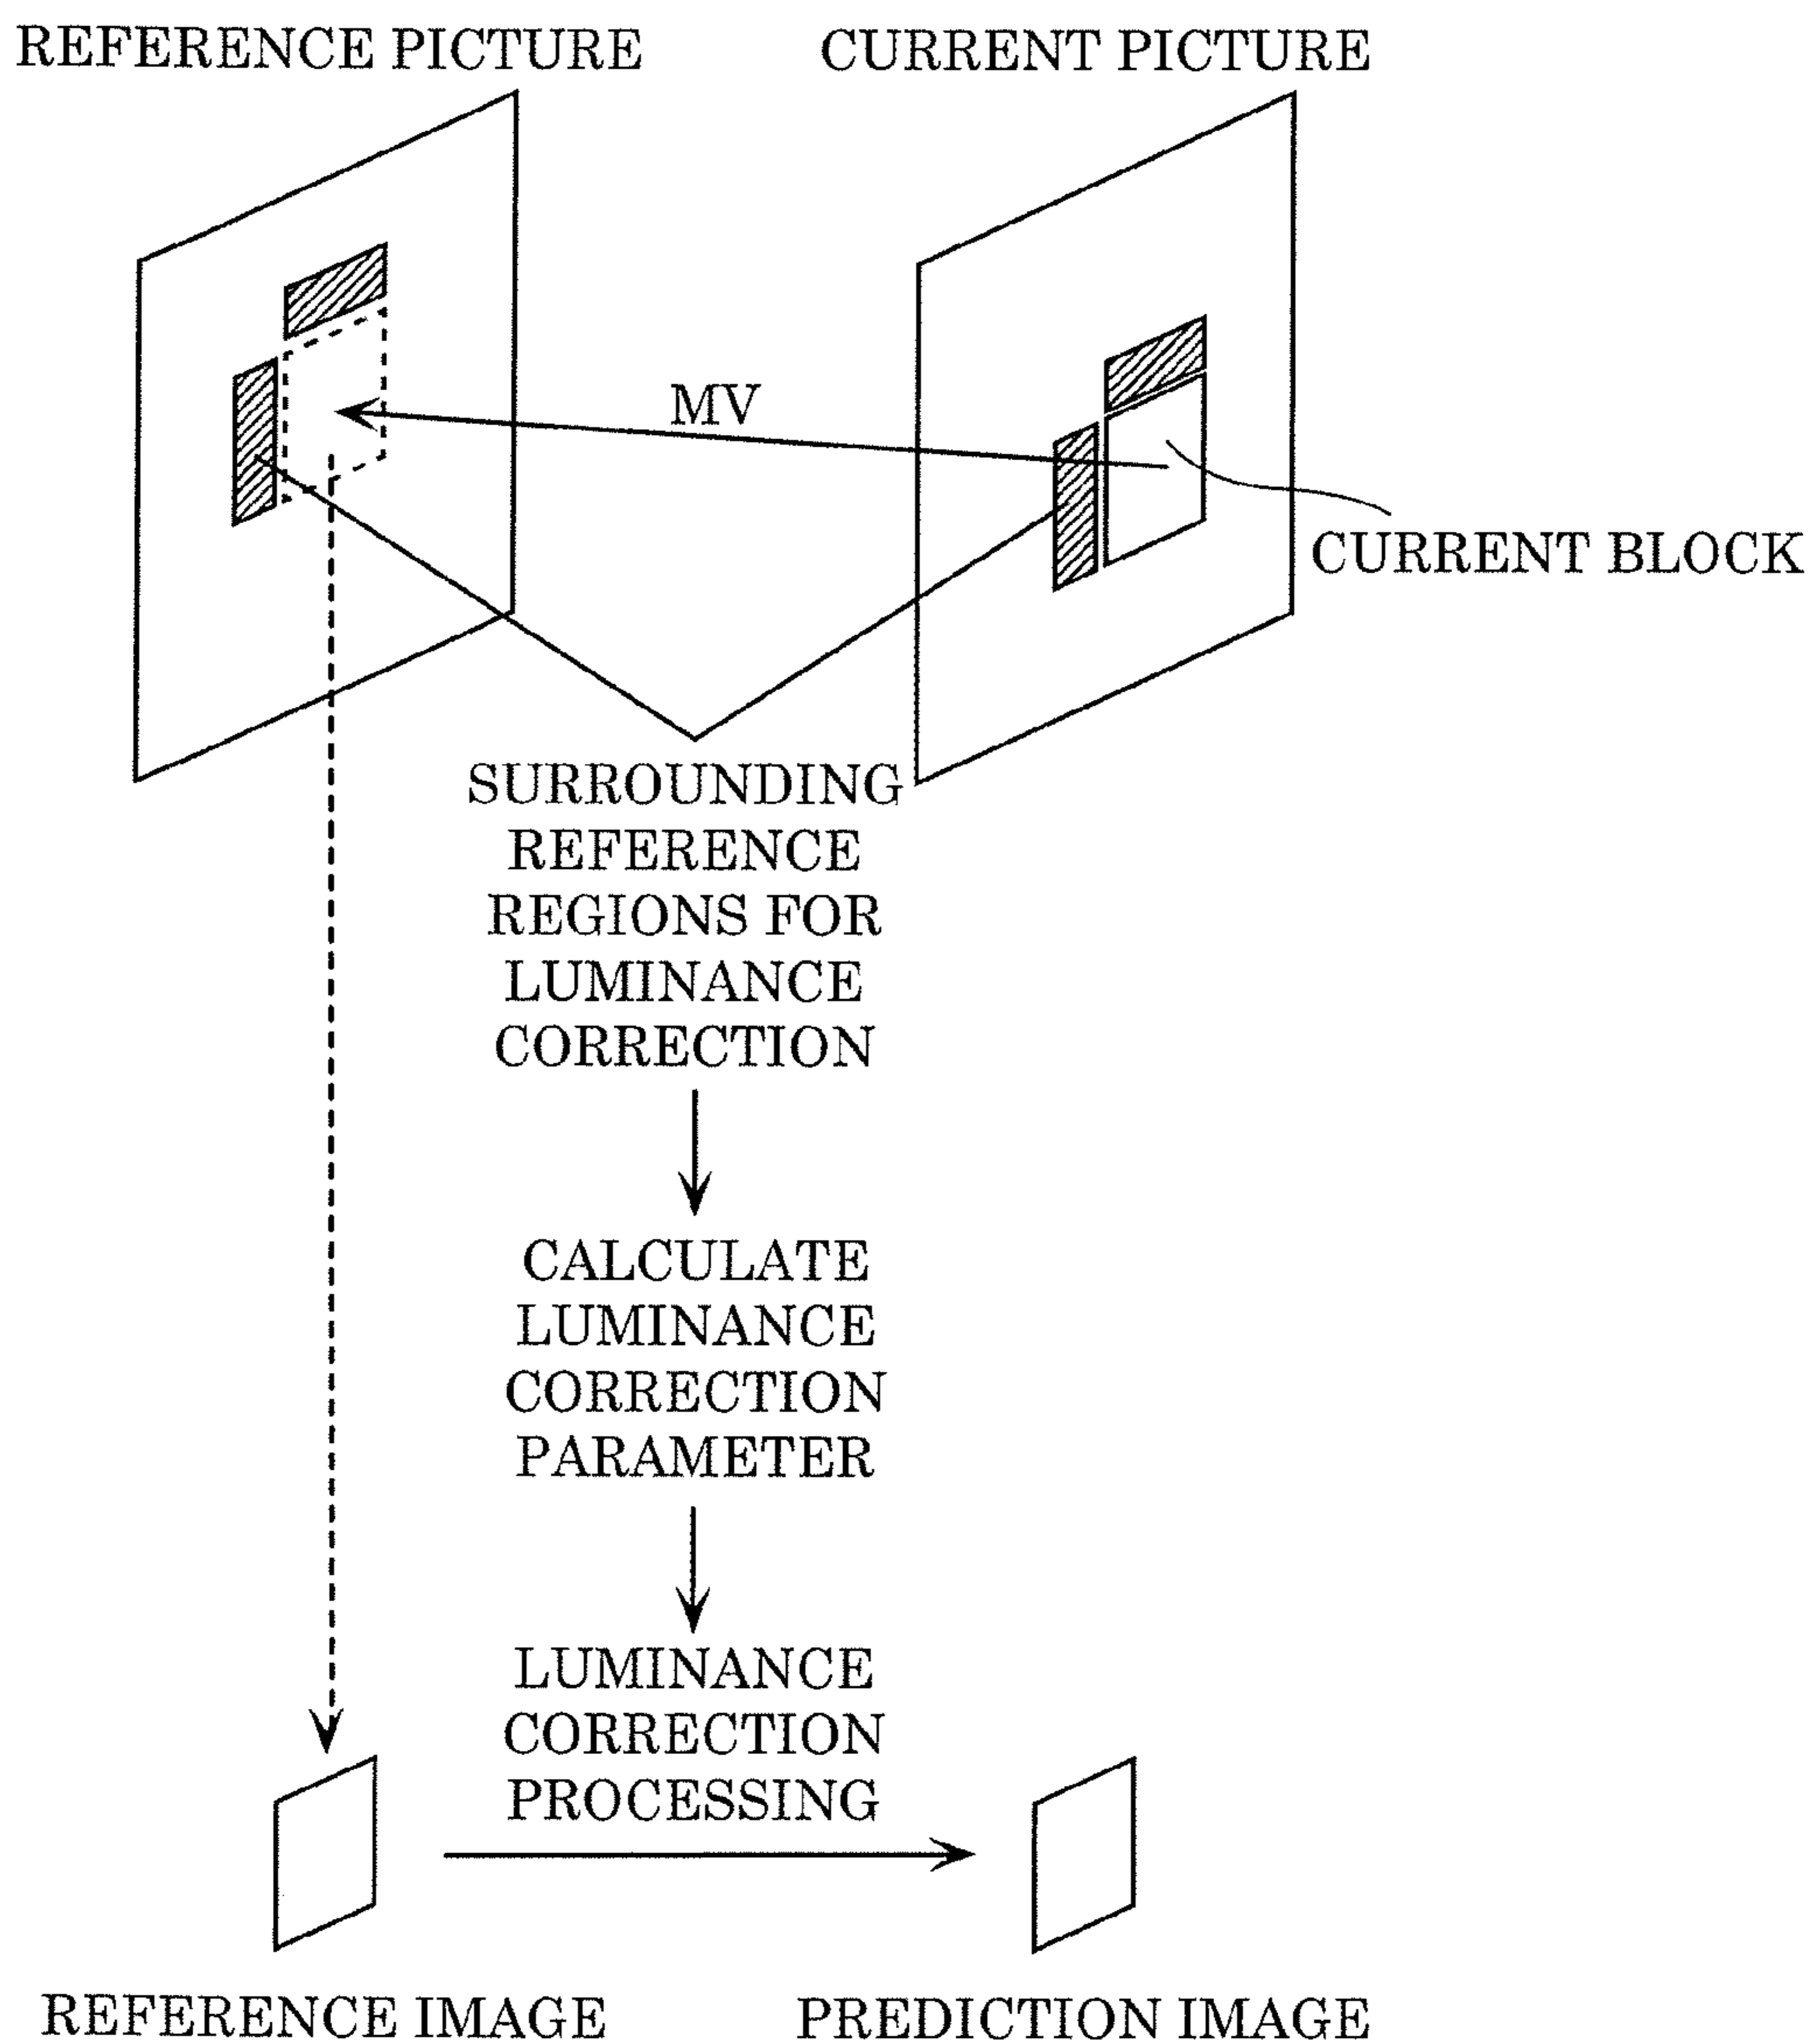 REFERENCE PICTURE
CURRENT PICTURE
MV
CURRENT BLOCK
SURROUNDING
REFERENCE
REGIONS FOR
LUMINANCE
CORRECTION
CALCULATE
LUMINANCE
CORRECTION
PARAMETER
LUMINANCE
CORRECTION
PROCESSING
REFERENCE IMAGE
PREDICTION IMAGE